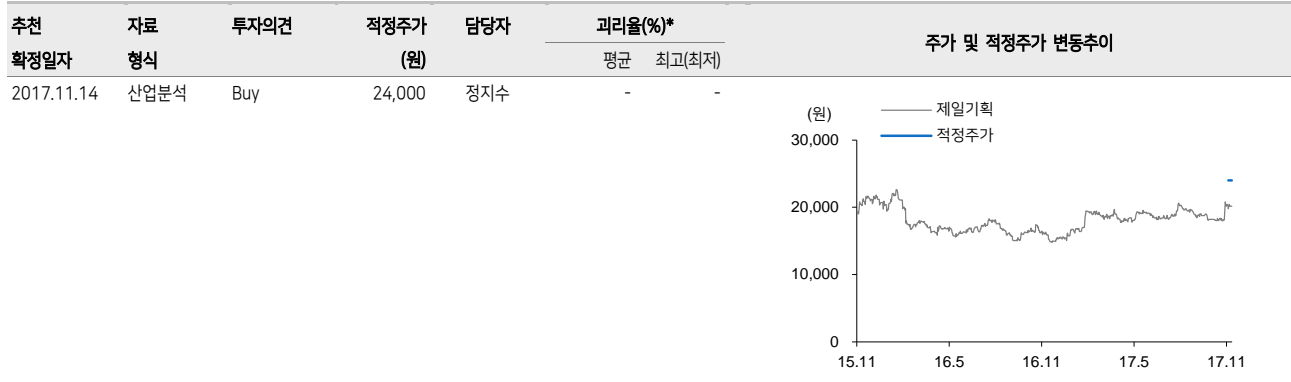 추천 자료 투자의견 적정주가 담당자 괴리율(%)* 주가 및 적정주가 변동추이
확정일자 형식 (원) 평균 최고(최저)
2017.11.14 산업분석 Buy 24,000 정지수 - -
(원)
제일기획
적정주가
30,000
20,000
10,000
0
15.11 16.5 16.11 17.5 17.11